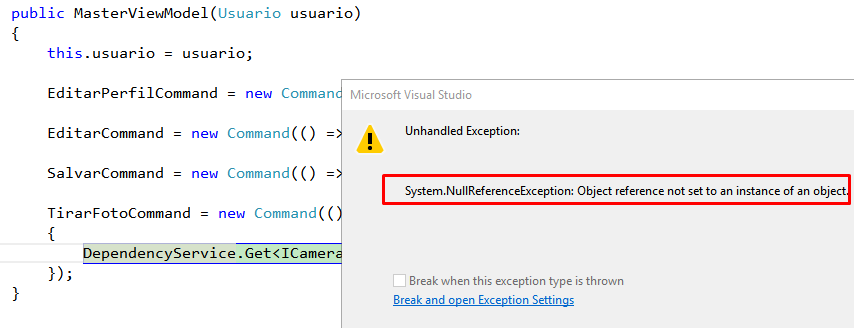 public MasterViewModel(Usuario usuario)
{
this.usuario = usuario;
EditarPerfilCommand = new Command
EditarCommand = new Command(() =>
SalvarCommand = new Command(() =>
TirarFotoCommand = new Command(()
{
DependencyService.Get<ICamera
});
}
Microsoft Visual Studio
Unhandled Exception:
System.NullReferenceException: Object reference not set to an instance of an object.
Break when this exception type is thrown
Break and open Exception Settings